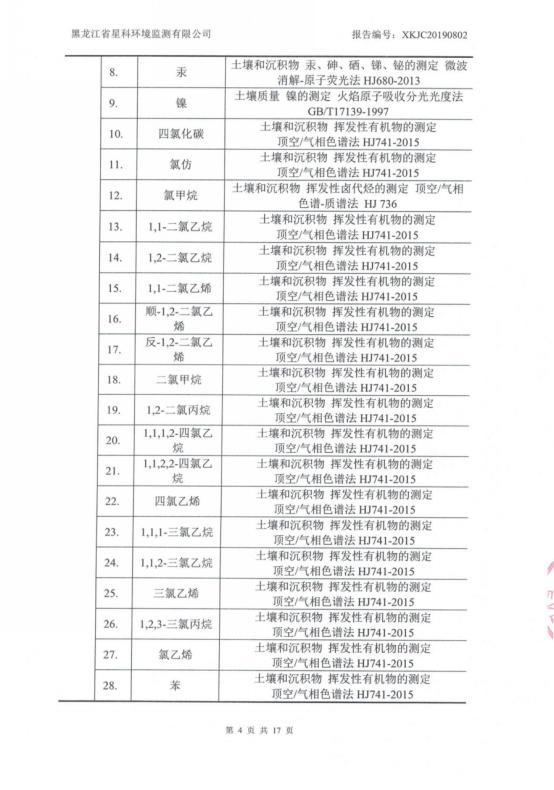 黑龙江省星科环境监测有限公司 报告编号：XKJC20190802
8. 汞 土壤和沉积物 汞、砷、硒、锑、铋的测定 微波
消解-原子荧光法 HJ680-2013
9. 镍 土壤质量 镍的测定 火焰原子吸收分光光度法
GB/T17139-1997
10. 四氯化碳 土壤和沉积物 挥发性有机物的测定
顶空/气相色谱法 HJ741-2015
11. 氯仿 土壤和沉积物 挥发性有机物的测定
顶空/气相色谱法 HJ741-2015
12. 氯甲烷 土壤和沉积物 挥发性卤代烃的测定 顶空/气相
色谱-质谱法 HJ 736
13. 1,1-二氯乙烷 土壤和沉积物 挥发性有机物的测定
顶空/气相色谱法 HJ741-2015
14. 1,2-二氯乙烷 土壤和沉积物 挥发性有机物的测定
顶空/气相色谱法 HJ741-2015
15. 1,1-二氯乙烯 土壤和沉积物 挥发性有机物的测定
顶空/气相色谱法 HJ741-2015
16. 顺-1,2-二氯乙 土壤和沉积物 挥发性有机物的测定
烯 顶空/气相色谱法 HJ741-2015
17. 反-1,2-二氯乙 土壤和沉积物 挥发性有机物的测定
烯 顶空/气相色谱法 HJ741-2015
18. 二氯甲烷 土壤和沉积物 挥发性有机物的测定
顶空/气相色谱法 HJ741-2015
19. 1,2-二氯丙烷 土壤和沉积物 挥发性有机物的测定
顶空/气相色谱法 HJ741-2015
20. 1,1,1,2-四氯乙 土壤和沉积物 挥发性有机物的测定
烷 顶空/气相色谱法 HJ741-2015
21. 1,1,2,2-四氯乙 土壤和沉积物 挥发性有机物的测定
烷 顶空/气相色谱法 HJ741-2015
22. 四氯乙烯 土壤和沉积物 挥发性有机物的测定
顶空/气相色谱法 HJ741-2015
23. 1,1,1-三氯乙烷 土壤和沉积物 挥发性有机物的测定
顶空/气相色谱法 HJ741-2015
24. 1,1,2-三氯乙烷 土壤和沉积物 挥发性有机物的测定
顶空/气相色谱法 HJ741-2015
25. 三氯乙烯 土壤和沉积物 挥发性有机物的测定
顶空/气相色谱法 HJ741-2015
26. 1,2,3-三氯丙烷 土壤和沉积物 挥发性有机物的测定
顶空/气相色谱法 HJ741-2015
27. 氯乙烯 土壤和沉积物 挥发性有机物的测定
顶空/气相色谱法 HJ741-2015
28. 苯 土壤和沉积物 挥发性有机物的测定
顶空/气相色谱法 HJ741-2015
第 4 页 共 17 页